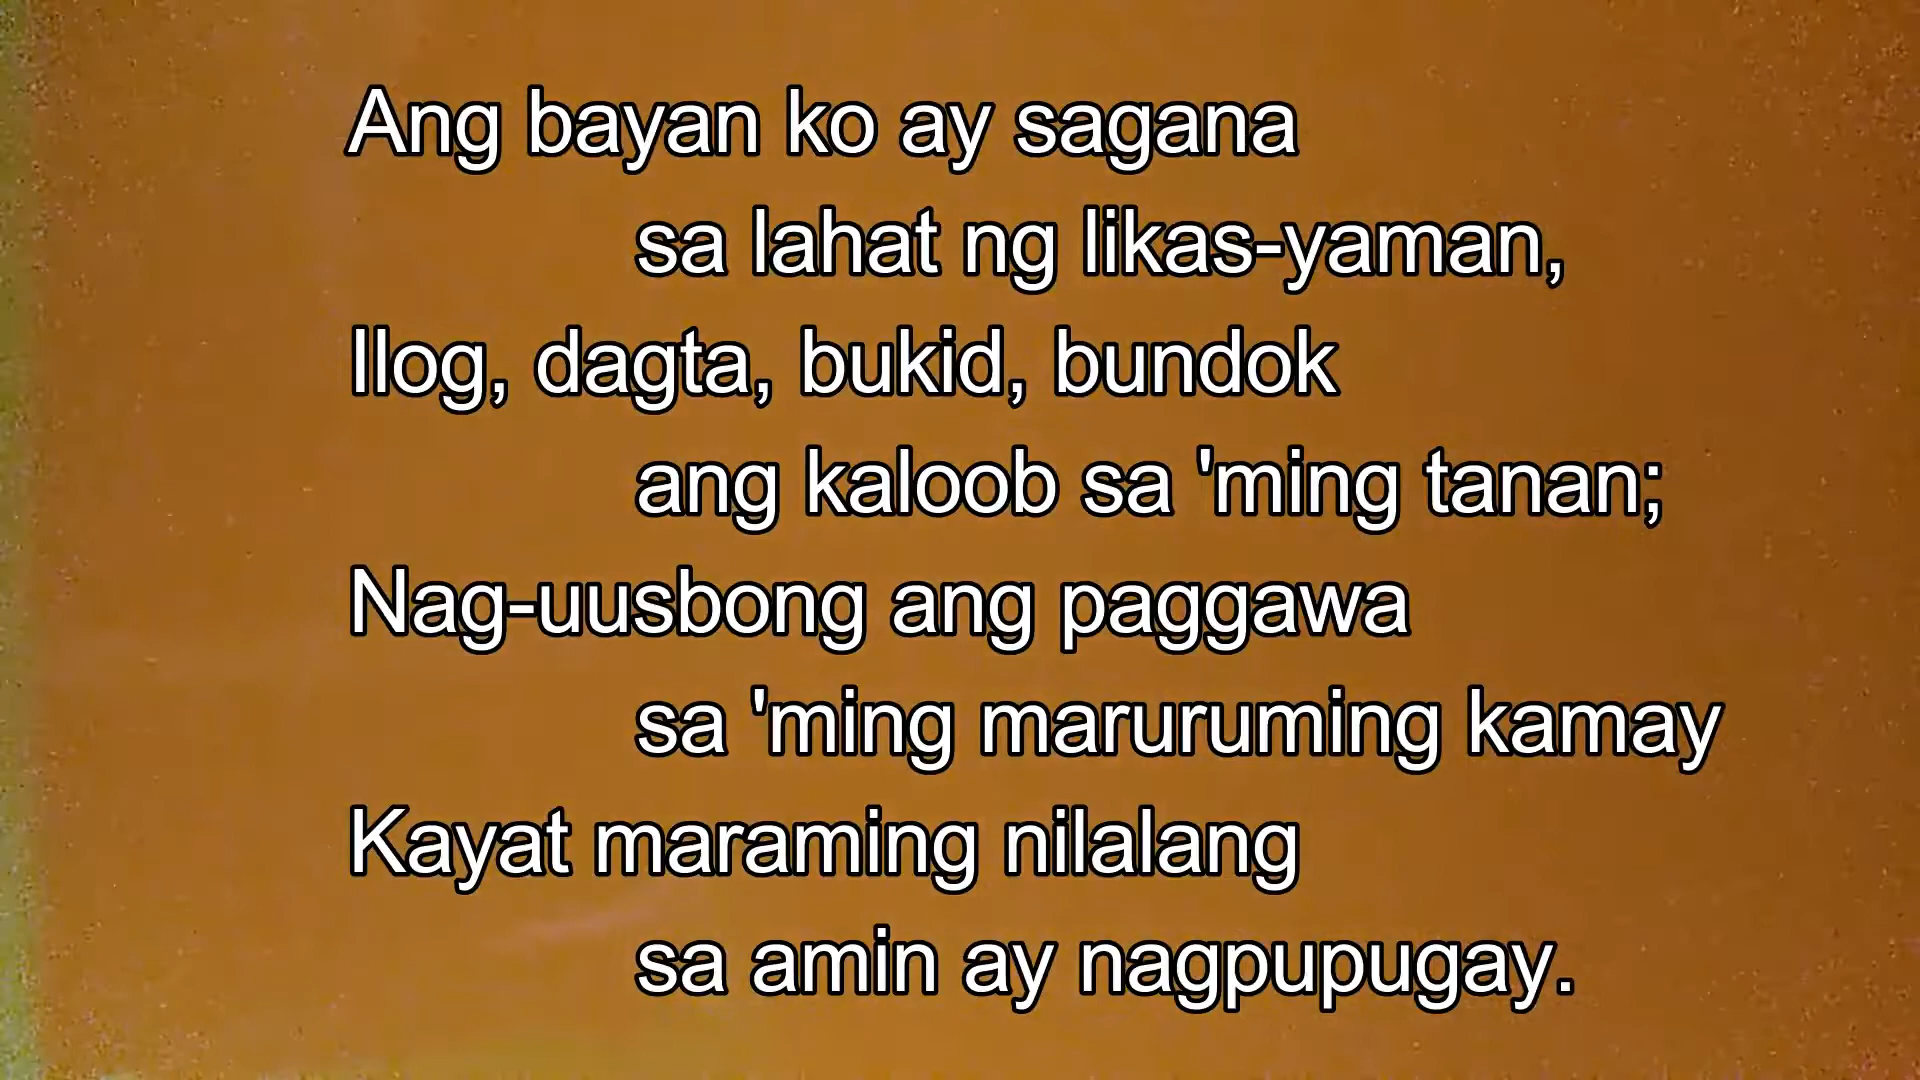 Ang bayan ko ay sagana
sa lahat ng likas-yaman,
Ilog, dagta, bukid, bundok
ang kaloob sa 'ming tanan;
Nag-uusbong ang paggawa
sa 'ming maruruming kamay
Kayat maraming nilalang
sa amin ay nagpupugay.